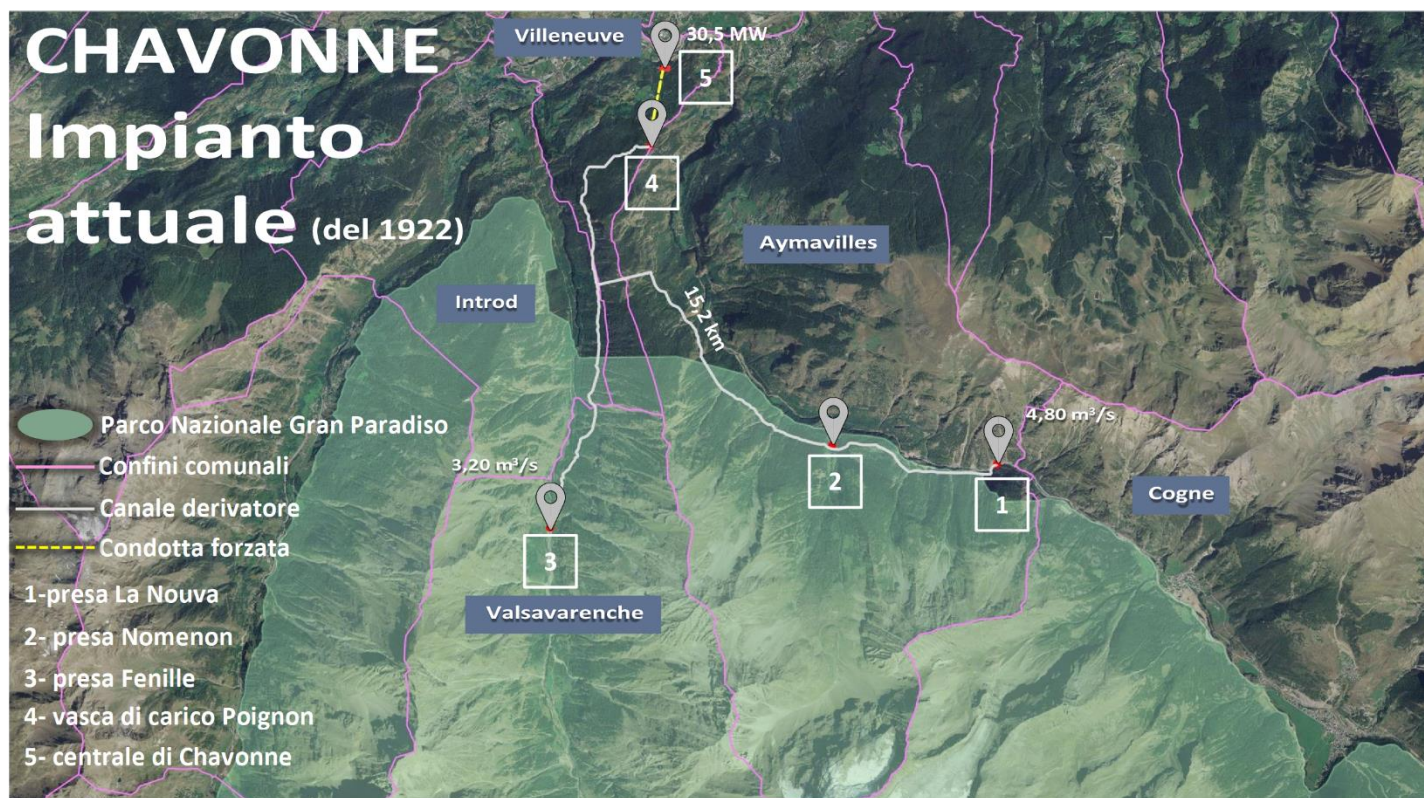 CHAVONNE
Impianto
attuale (del 1922)
Villeneuve
30,5 MW
5
4
Aymavilles
Introd
15,2 km
Parco Nazionale Gran Paradiso
Confini comunali
3,20 m³/s
4,80 m³/s
Canale derivatore
2
1
Cogne
Condotta forzata
3
Valsavarenche
1-presa La Nouva
2- presa Nomenon
3- presa Fenille
4- vasca di carico Poignon
5- centrale di Chavonne